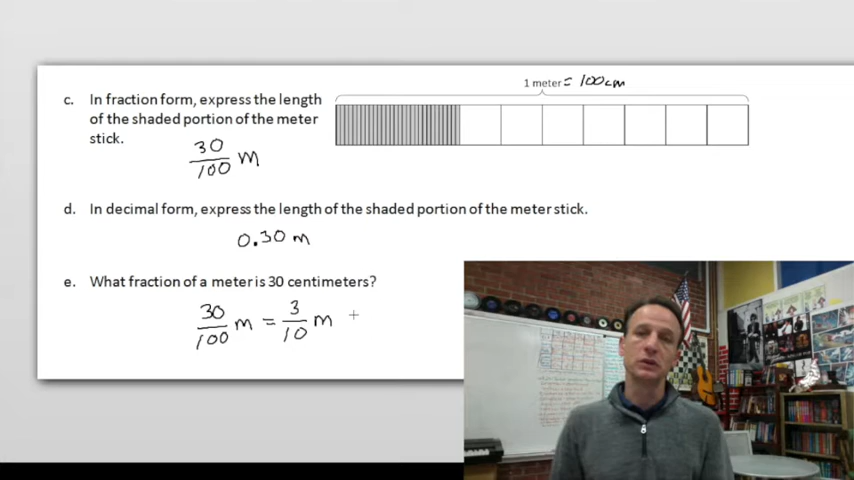 1 meter = 100cm
c. In fraction form, express the length
of the shaded portion of the meter
stick.
30/100 m
d. In decimal form, express the length of the shaded portion of the meter stick.
0.30 m
e. What fraction of a meter is 30 centimeters?
30/100 m = 3/10 m